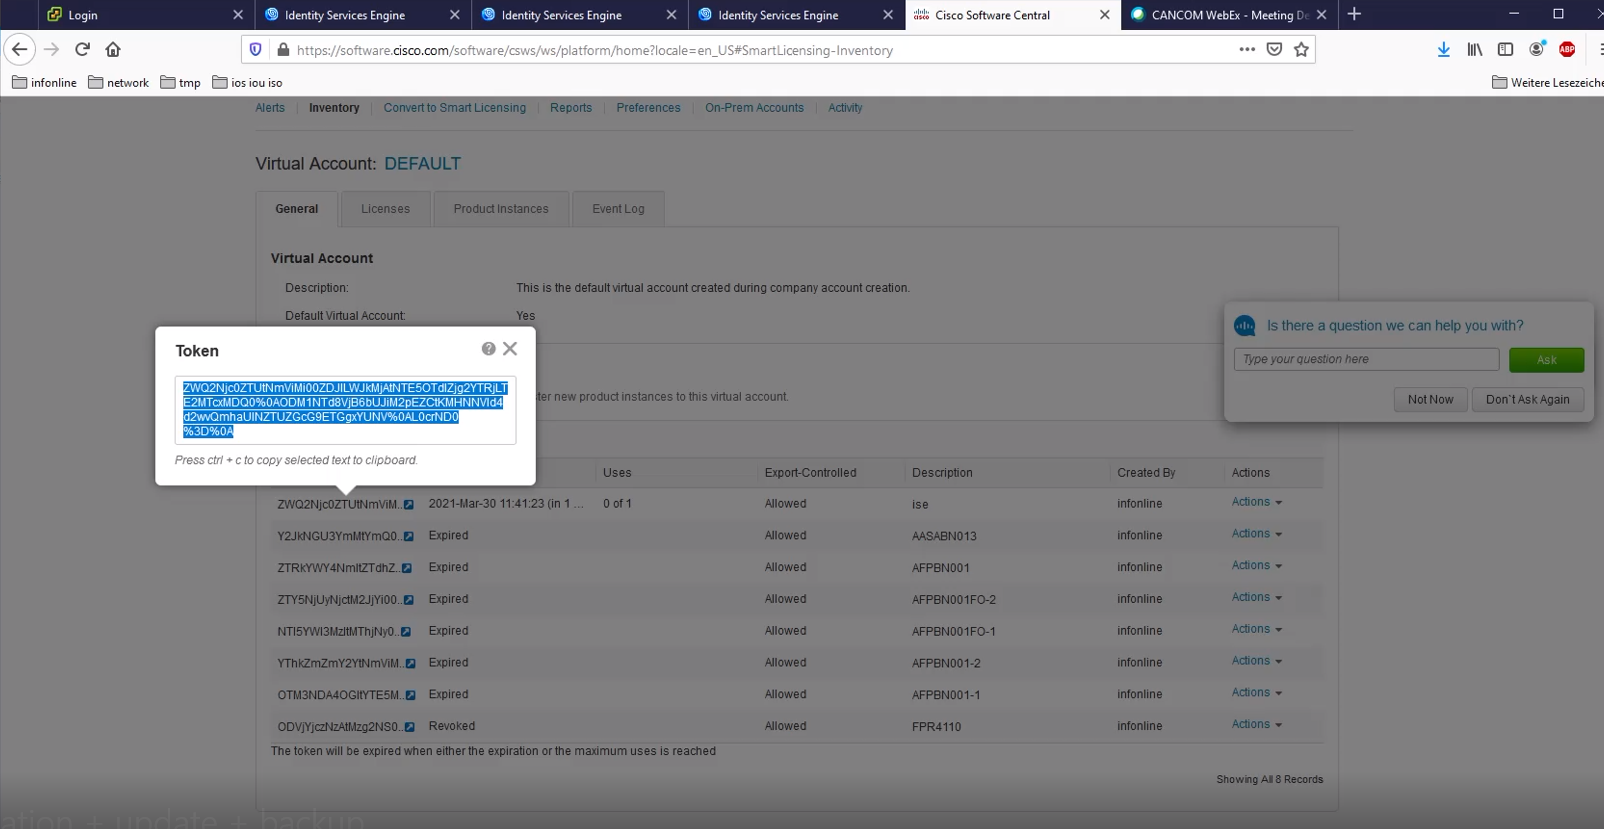 Login
Identity Services Engine
Identity Services Engine
Identity Services Engine
Cisco Software Central
CANCOM WebEx - Meeting De
https://software.cisco.com/software/csws/ws/platform/home?locale=en_US#SmartLicensing-Inventory
ABP
infonline network tmp ios iou iso
Weitere Lesezeiche
Alerts Inventory Convert to Smart Licensing Reports Preferences On-Prem Accounts Activity
Virtual Account: DEFAULT
General Licenses Product Instances Event Log
Virtual Account
Description: This is the default virtual account created during company account creation.
Default Virtual Account: Yes
Is there a question we can help you with?
Type your question here Ask
Not Now Don`t Ask Again
Token
ZWQ2Njc0ZTUtNmViMi00ZDJlLWJkMjAtNTE5OTdlZjg2YTRjLT
E2MTcxMDQ0%0AODM1NTd8VjB6bUJiM2pEZCtKMHNNVld4
d2wvQmhaUlNZTUZGcG9ETGgxYUNV%0AL0crND0
%3D%0A
Press ctrl + c to copy selected text to clipboard.
ster new product instances to this virtual account.
Uses Export-Controlled Description Created By Actions
ZWQ2Njc0ZTUtNmViM.. 2021-Mar-30 11:41:23 (in 1 ... 0 of 1 Allowed ise infonline Actions
Y2JkNGU3YmMtYmQ0.. Expired Allowed AASABN013 infonline Actions
ZTRkYWY4NmItZTdhZ.. Expired Allowed AFPBN001 infonline Actions
ZTY5NjUyNjctM2JjYi00.. Expired Allowed AFPBN001FO-2 infonline Actions
NTI5YWI3MzItMThjNy0.. Expired Allowed AFPBN001FO-1 infonline Actions
YThkZmZmY2YtNmViM.. Expired Allowed AFPBN001-2 infonline Actions
OTM3NDA4OGItYTE5M.. Expired Allowed AFPBN001-1 infonline Actions
ODVjYjczNzAtMzg2NS0.. Revoked Allowed FPR4110 infonline Actions
The token will be expired when either the expiration or the maximum uses is reached
Showing All 8 Records
ation + update + backup